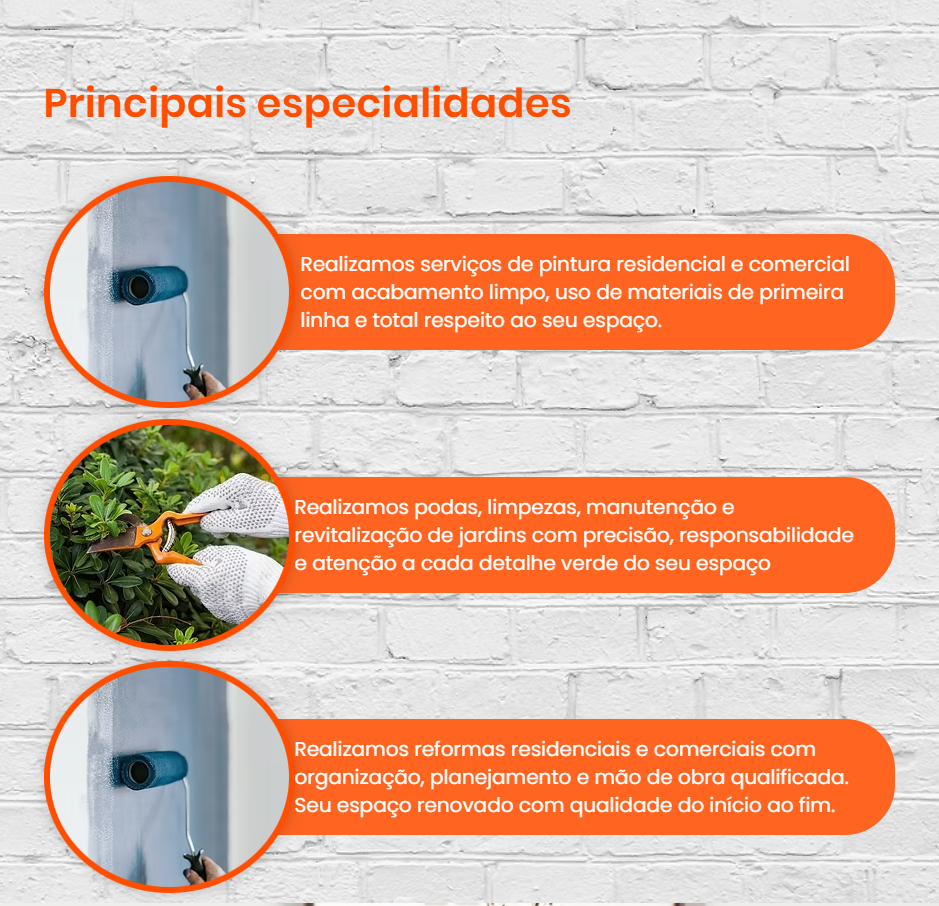 Principais especialidades
Realizamos serviços de pintura residencial e comercial
com acabamento limpo, uso de materiais de primeira
linha e total respeito ao seu espaço.
Realizamos podas, limpezas, manutenção e
revitalização de jardins com precisão, responsabilidade
e atenção a cada detalhe verde do seu espaço
Realizamos reformas residenciais e comerciais com
organização, planejamento e mão de obra qualificada.
Seu espaço renovado com qualidade do início ao fim.